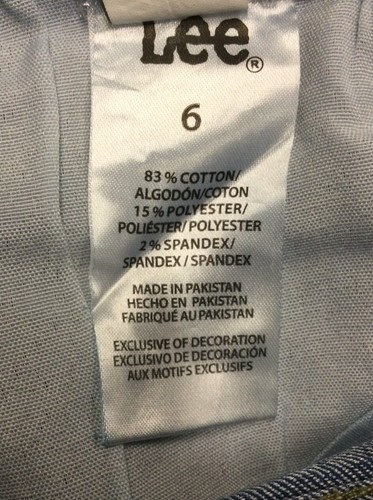 Lee®
6
83% COTTON/
ALGODÓN/COTON
15% POLYESTER/
POLIÉSTER/POLYESTER
2% SPANDEX/
SPANDEX/SPANDEX
MADE IN PAKISTAN
HECHO EN PAKISTAN
FABRIQUÉ AU PAKISTAN
EXCLUSIVE OF DECORATION
EXCLUSIVO DE DECORACIÓN
AUX MOTIFS EXCLUSIFS